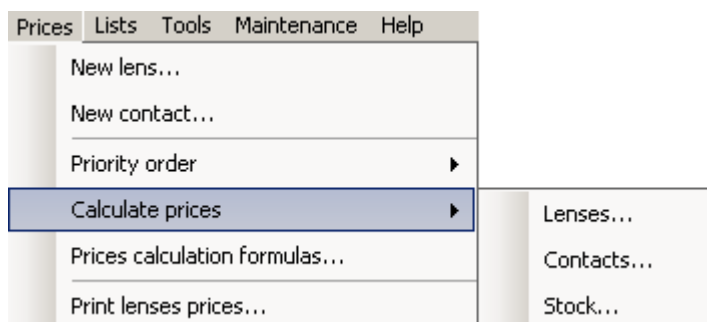 Prices Lists Tools Maintenance Help
New lens...
New contact...
Priority order
Calculate prices
Lenses...
Prices calculation formulas...
Contacts...
Print lenses prices...
Stock...